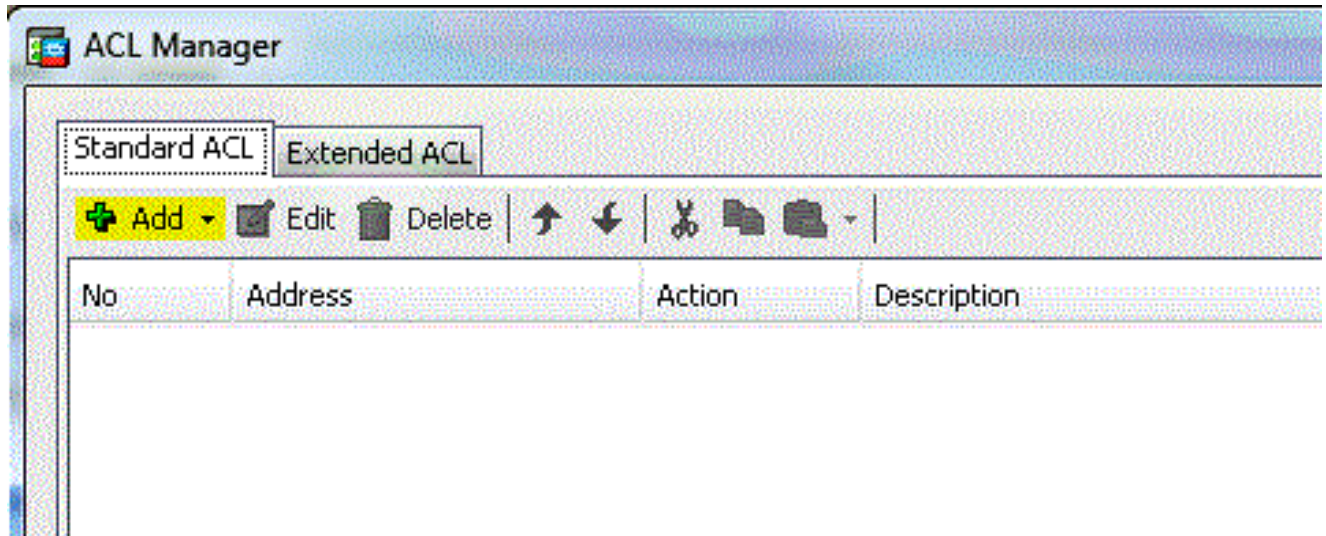 ACL Manager
Standard ACL Extended ACL
Add Edit Delete
No Address Action Description